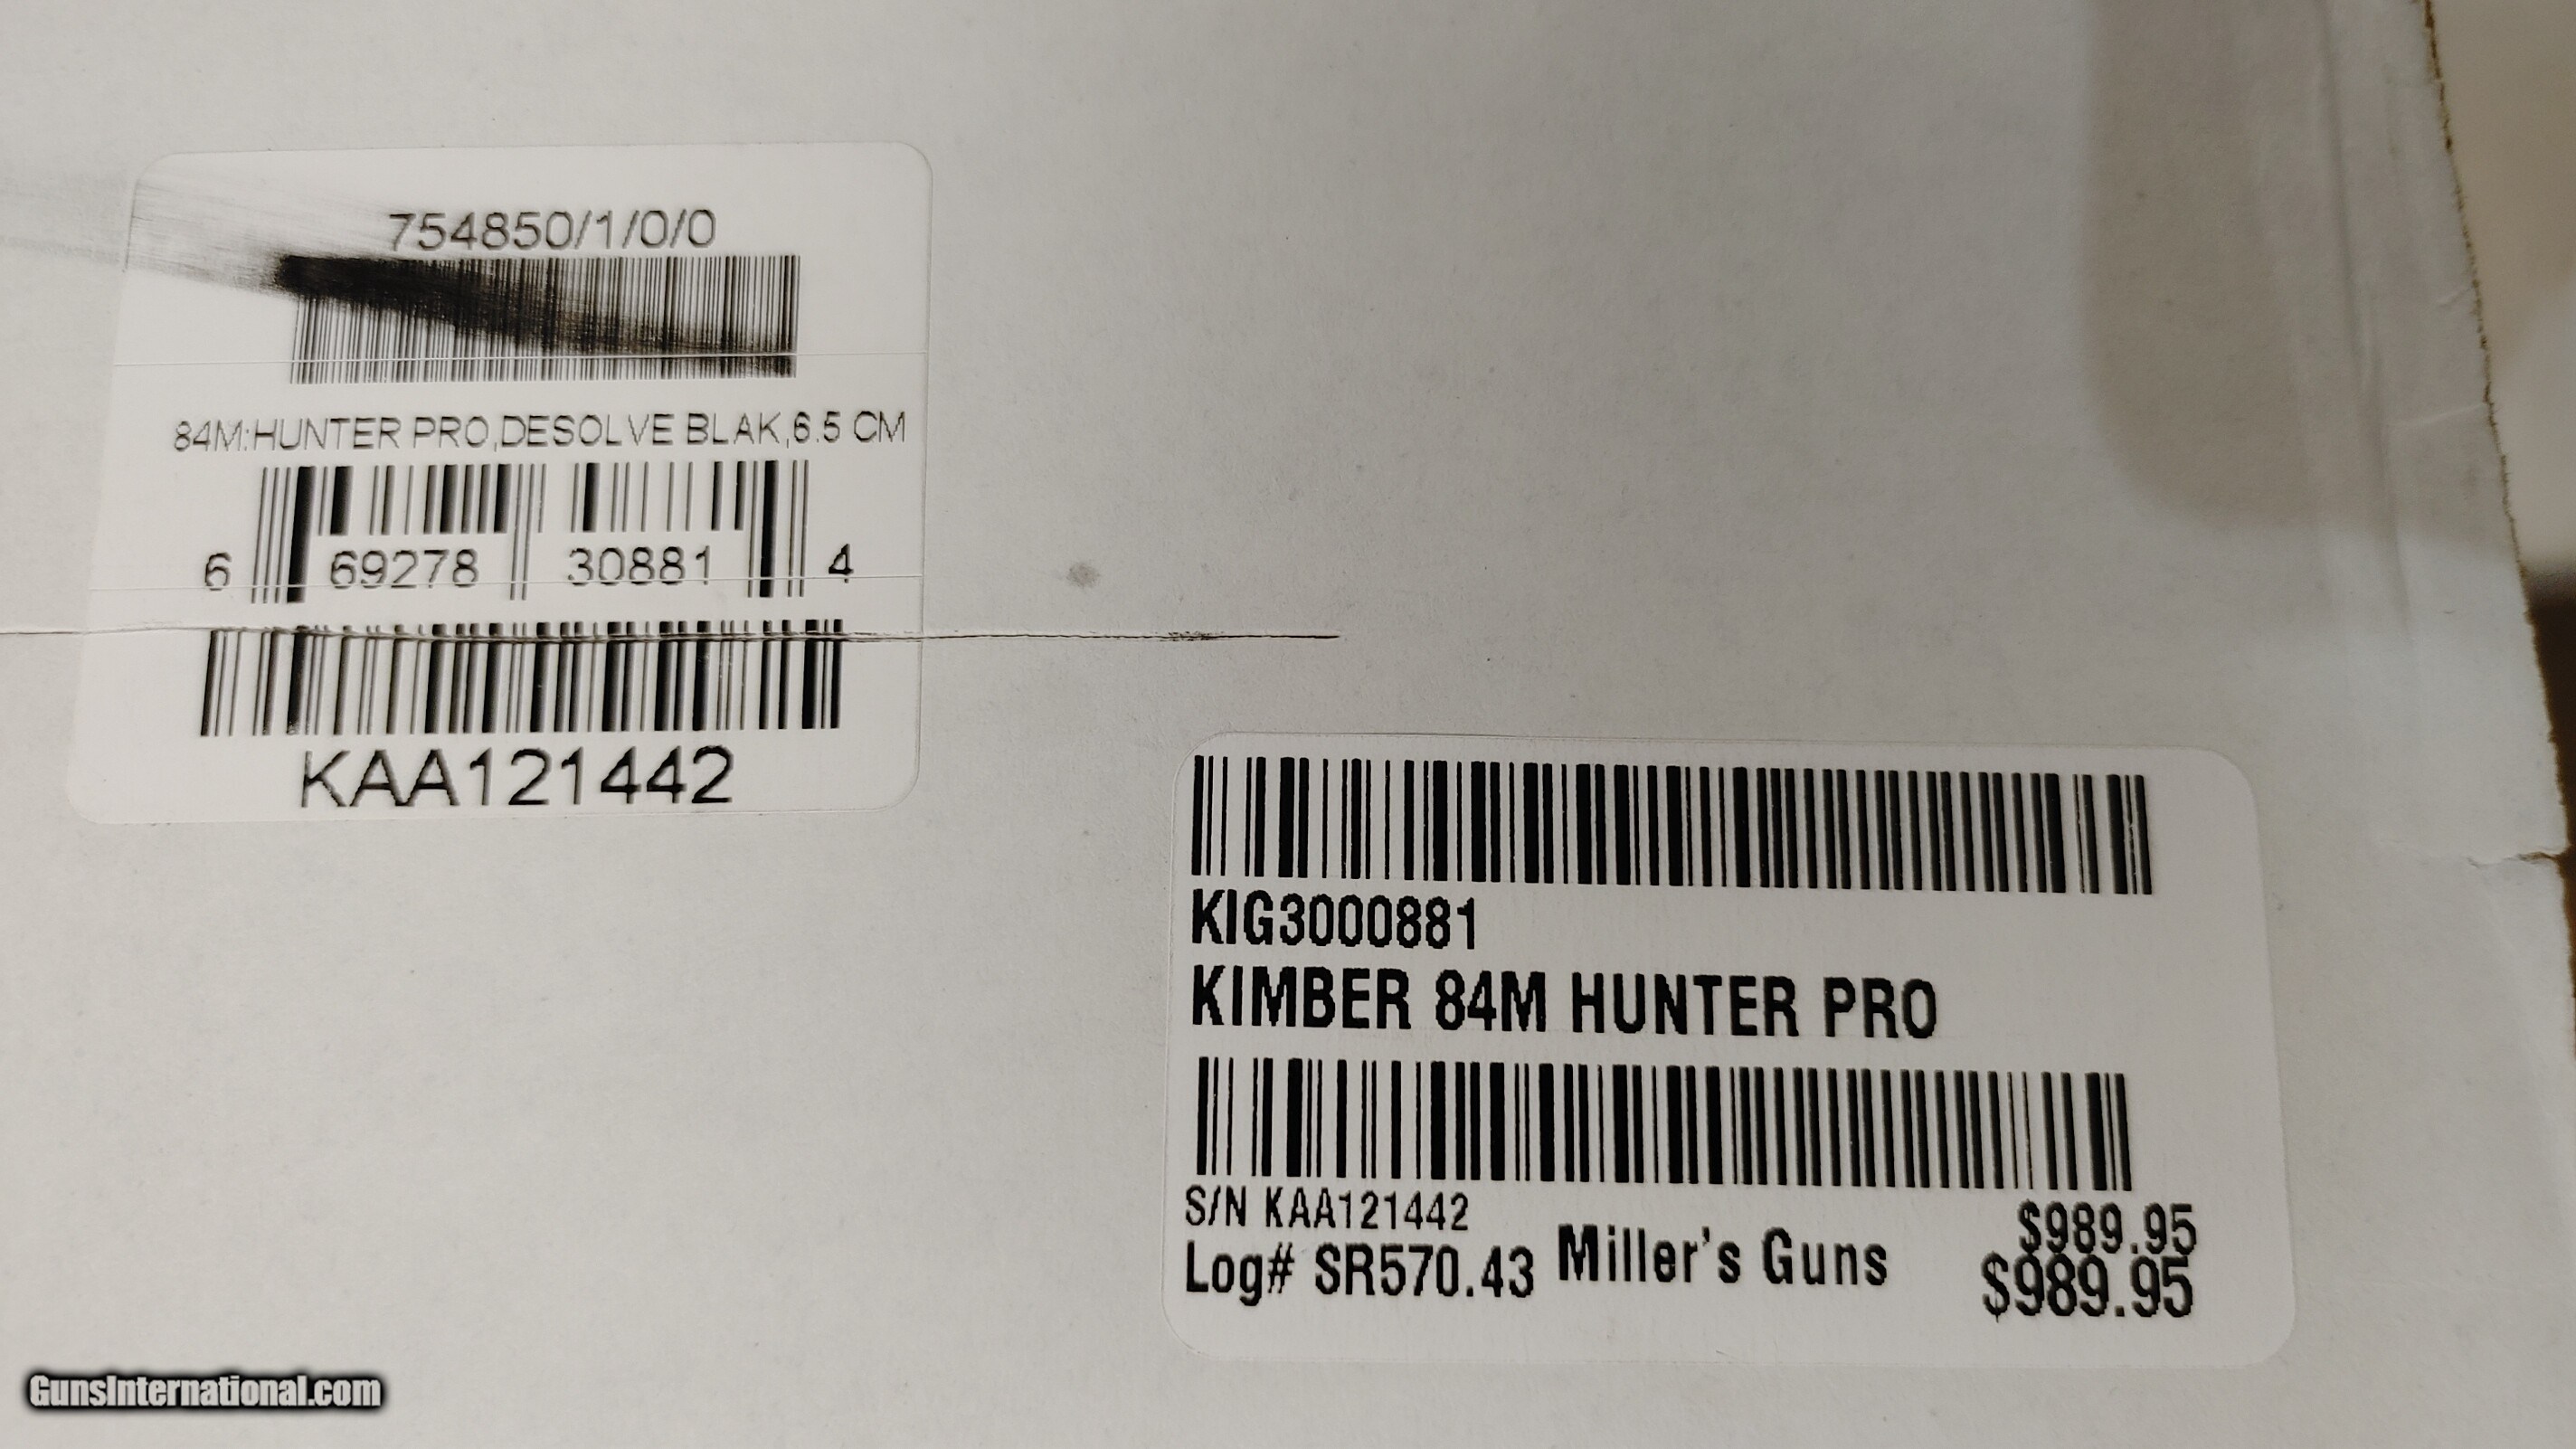 754850/1/0/0
84M:HUNTER PRO,DESOLVE BLAK,6.5 CM
6 69278 30881 4
KAA121442
KIG3000881
KIMBER 84M HUNTER PRO
S/N KAA121442
$989.95
Log# SR570.43 Miller's Guns
$989.95
GunsInternational.com